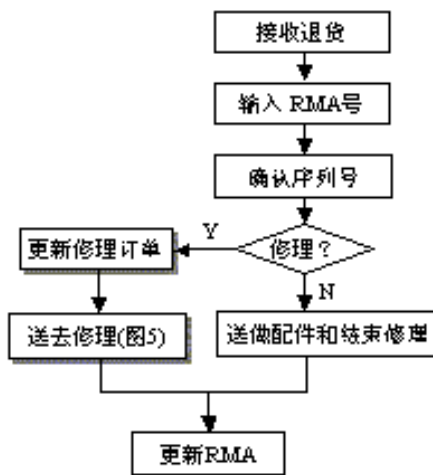 接收退货
输入 RMA号
确认序列号
修理？
Y
N
更新修理订单
送去修理(图5)
送做配件和结束修理
更新RMA